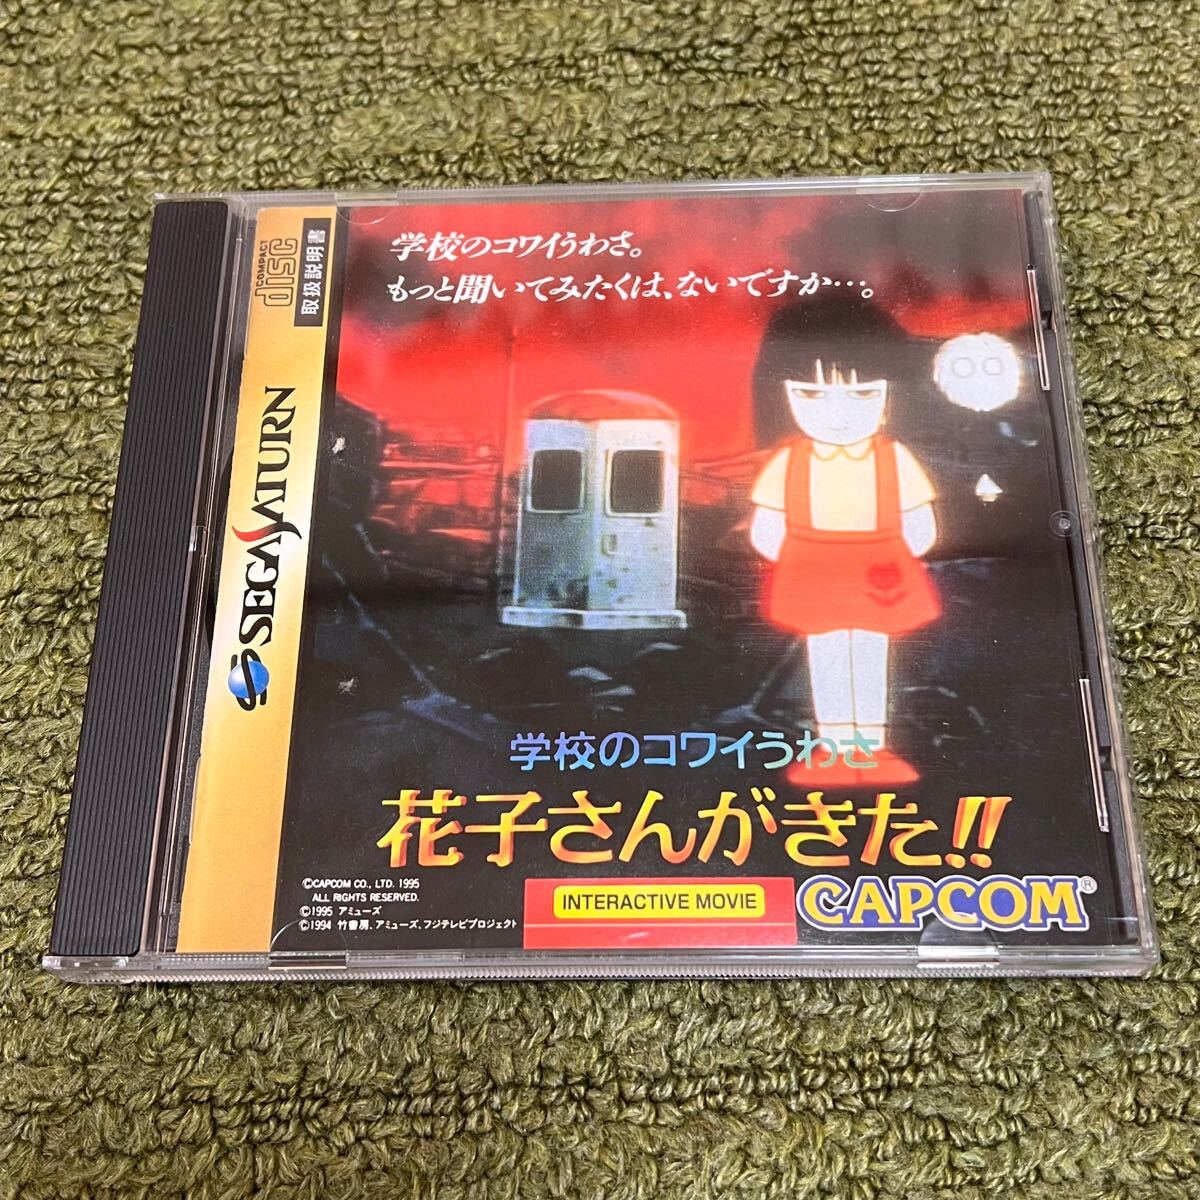 COMPACT
disc
取扱説明書
SEGASATURN
学校のコワイうわさ。
もっと聞いてみたくは、ないですか…。
学校のコワイうわさ
花子さんがきた!!
©CAPCOM CO., LTD. 1995
ALL RIGHTS RESERVED.
©1995 アミューズ
©1994 竹書房、アミューズ、フジテレビプロジェクト
INTERACTIVE MOVIE
CAPCOM®